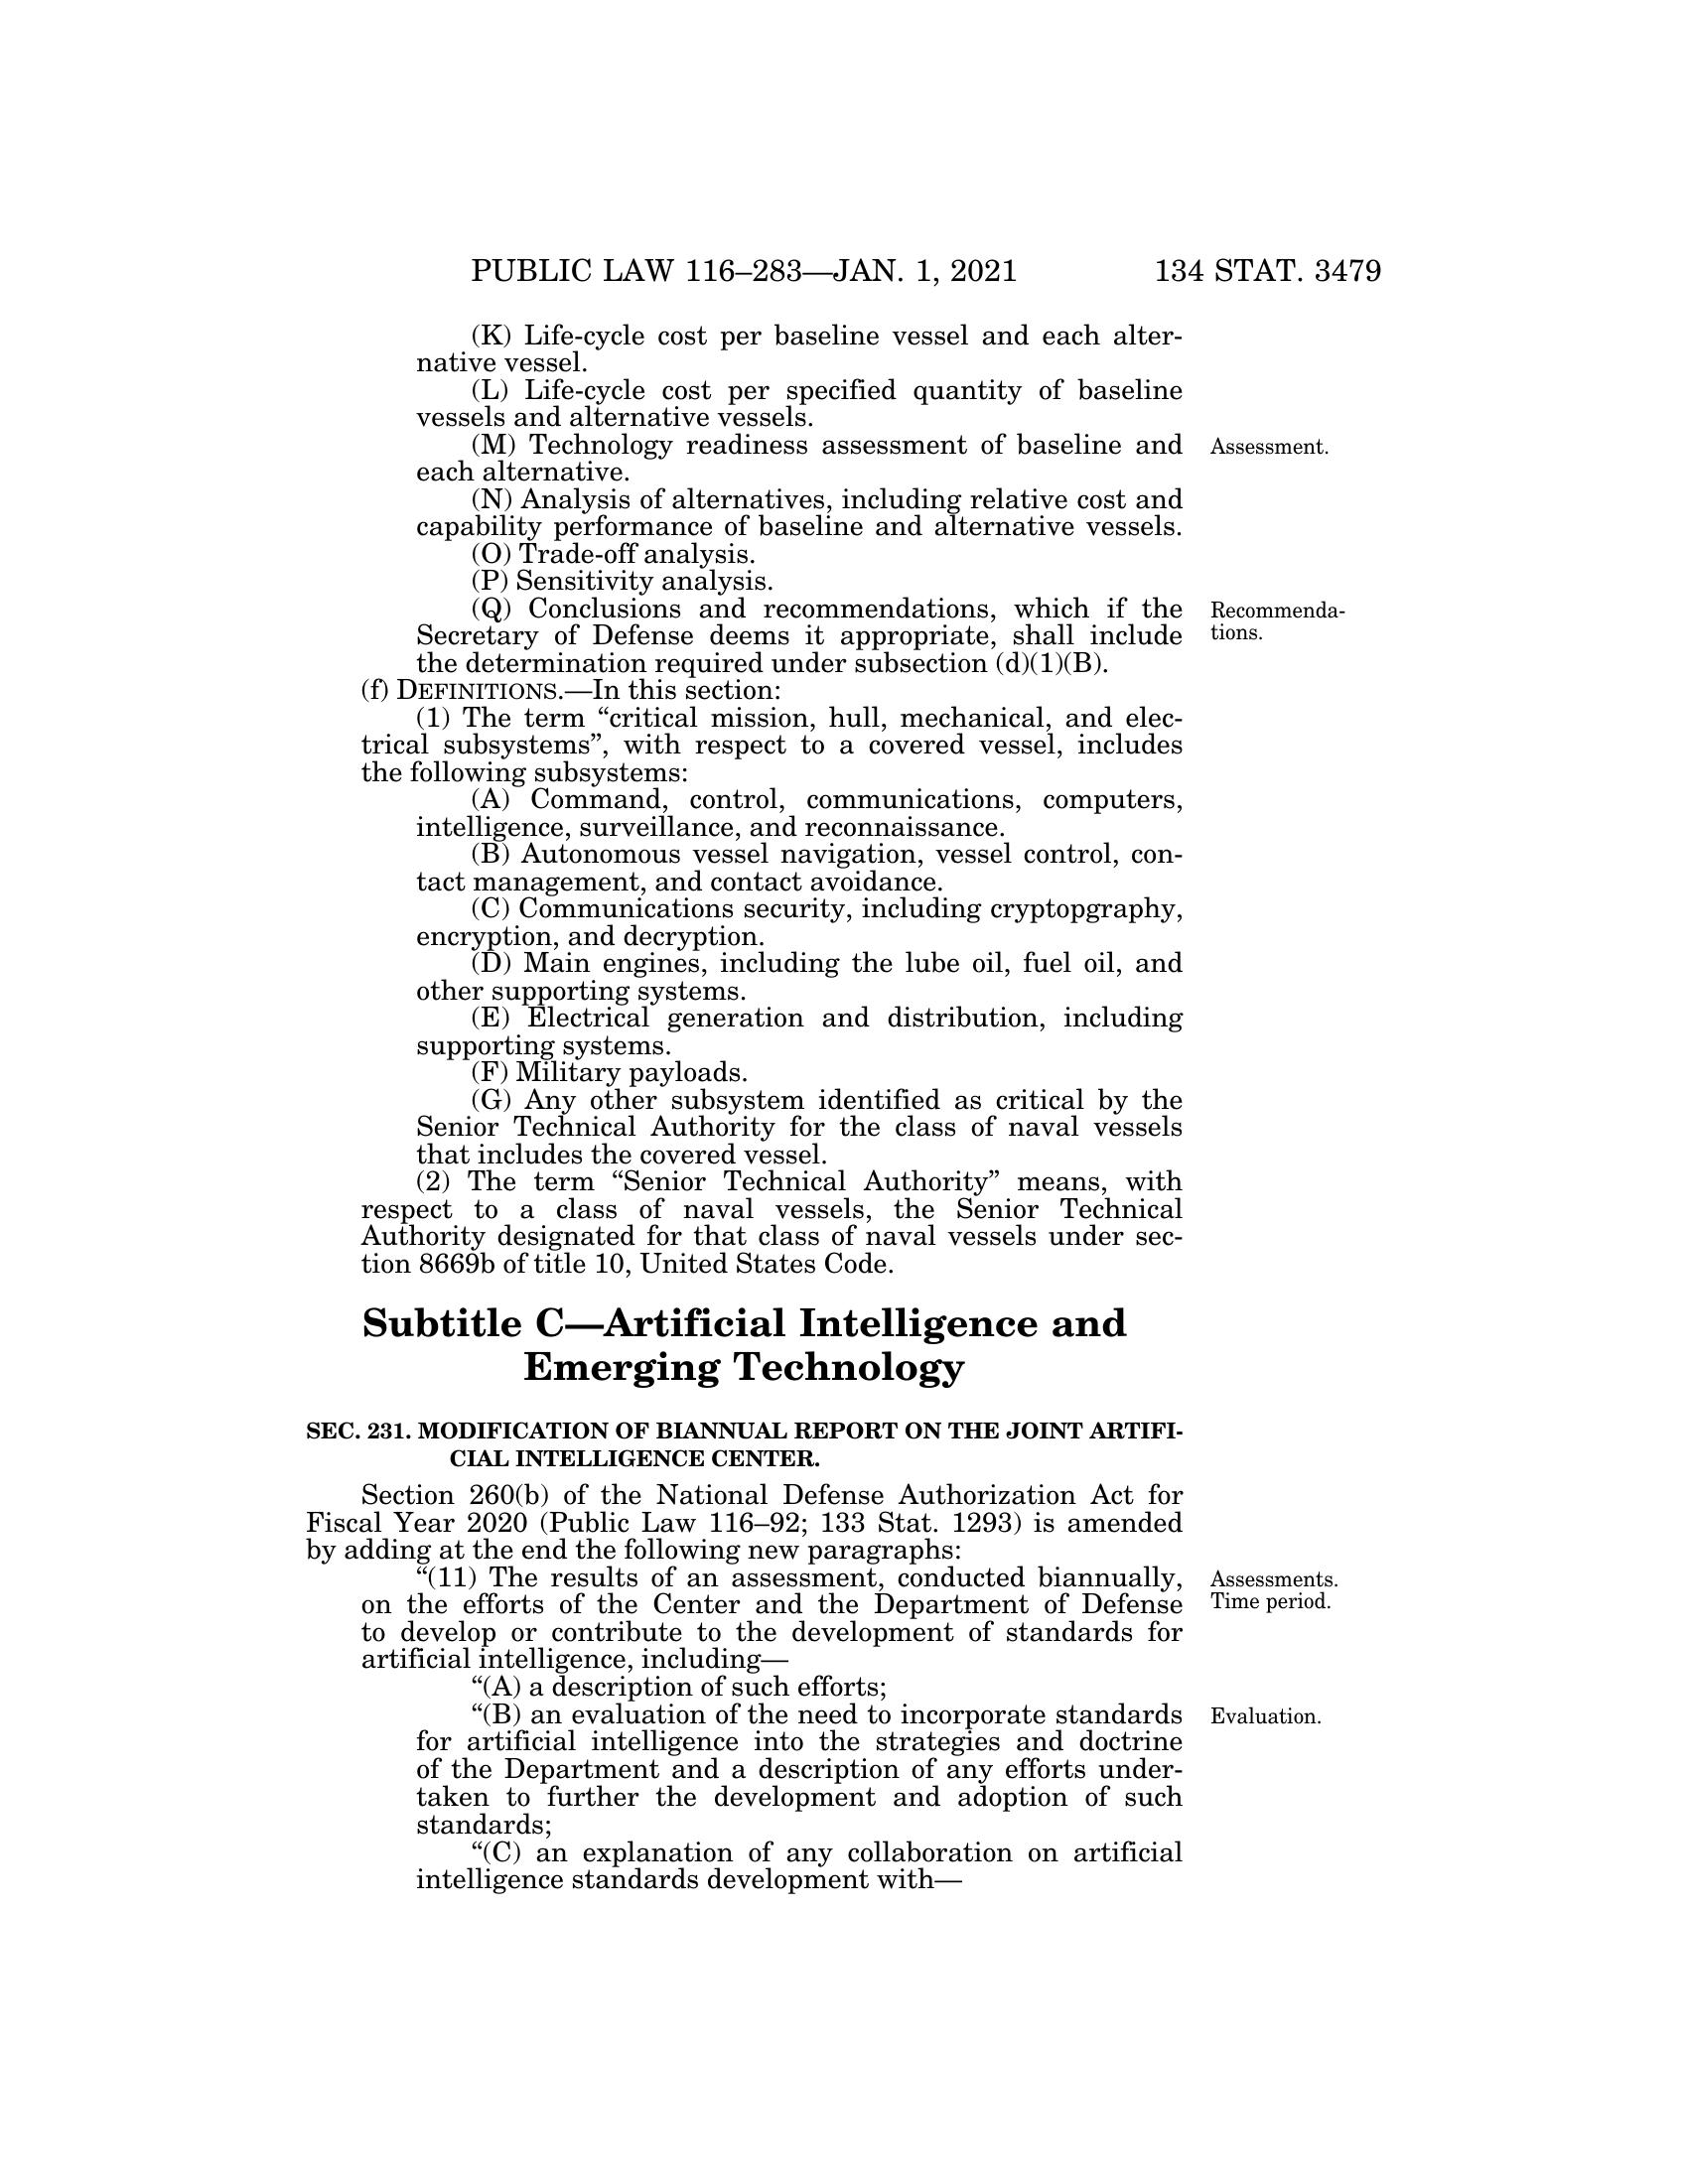 PUBLIC LAW 116–283—JAN. 1, 2021 134 STAT. 3479
(K) Life-cycle cost per baseline vessel and each alter-
native vessel.
(L) Life-cycle cost per specified quantity of baseline
vessels and alternative vessels.
(M) Technology readiness assessment of baseline and
each alternative.
Assessment.
(N) Analysis of alternatives, including relative cost and
capability performance of baseline and alternative vessels.
(O) Trade-off analysis.
(P) Sensitivity analysis.
(Q) Conclusions and recommendations, which if the
Secretary of Defense deems it appropriate, shall include
the determination required under subsection (d)(1)(B).
Recommenda-
tions.
(f) DEFINITIONS.—In this section:
(1) The term “critical mission, hull, mechanical, and elec-
trical subsystems”, with respect to a covered vessel, includes
the following subsystems:
(A) Command, control, communications, computers,
intelligence, surveillance, and reconnaissance.
(B) Autonomous vessel navigation, vessel control, con-
tact management, and contact avoidance.
(C) Communications security, including cryptopgraphy,
encryption, and decryption.
(D) Main engines, including the lube oil, fuel oil, and
other supporting systems.
(E) Electrical generation and distribution, including
supporting systems.
(F) Military payloads.
(G) Any other subsystem identified as critical by the
Senior Technical Authority for the class of naval vessels
that includes the covered vessel.
(2) The term “Senior Technical Authority” means, with
respect to a class of naval vessels, the Senior Technical
Authority designated for that class of naval vessels under sec-
tion 8669b of title 10, United States Code.
Subtitle C—Artificial Intelligence and
Emerging Technology
SEC. 231. MODIFICATION OF BIANNUAL REPORT ON THE JOINT ARTIFI-
CIAL INTELLIGENCE CENTER.
Section 260(b) of the National Defense Authorization Act for
Fiscal Year 2020 (Public Law 116–92; 133 Stat. 1293) is amended
by adding at the end the following new paragraphs:
“(11) The results of an assessment, conducted biannually,
on the efforts of the Center and the Department of Defense
to develop or contribute to the development of standards for
artificial intelligence, including—
Assessments.
Time period.
“(A) a description of such efforts;
“(B) an evaluation of the need to incorporate standards
for artificial intelligence into the strategies and doctrine
of the Department and a description of any efforts under-
taken to further the development and adoption of such
standards;
Evaluation.
“(C) an explanation of any collaboration on artificial
intelligence standards development with—